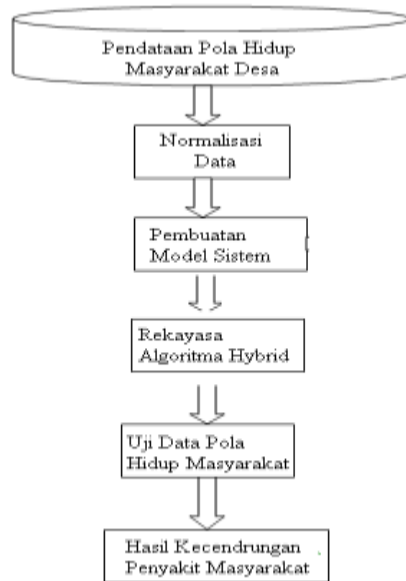 Pendataan Pola Hidup
Masyarakat Desa
Normalisasi
Data
Pembuatan
Model Sistem
Rekayasa
Algoritma Hybrid
Uji Data Pola
Hidup Masyarakat
Hasil Kecendrungan
Penyakit Masyarakat